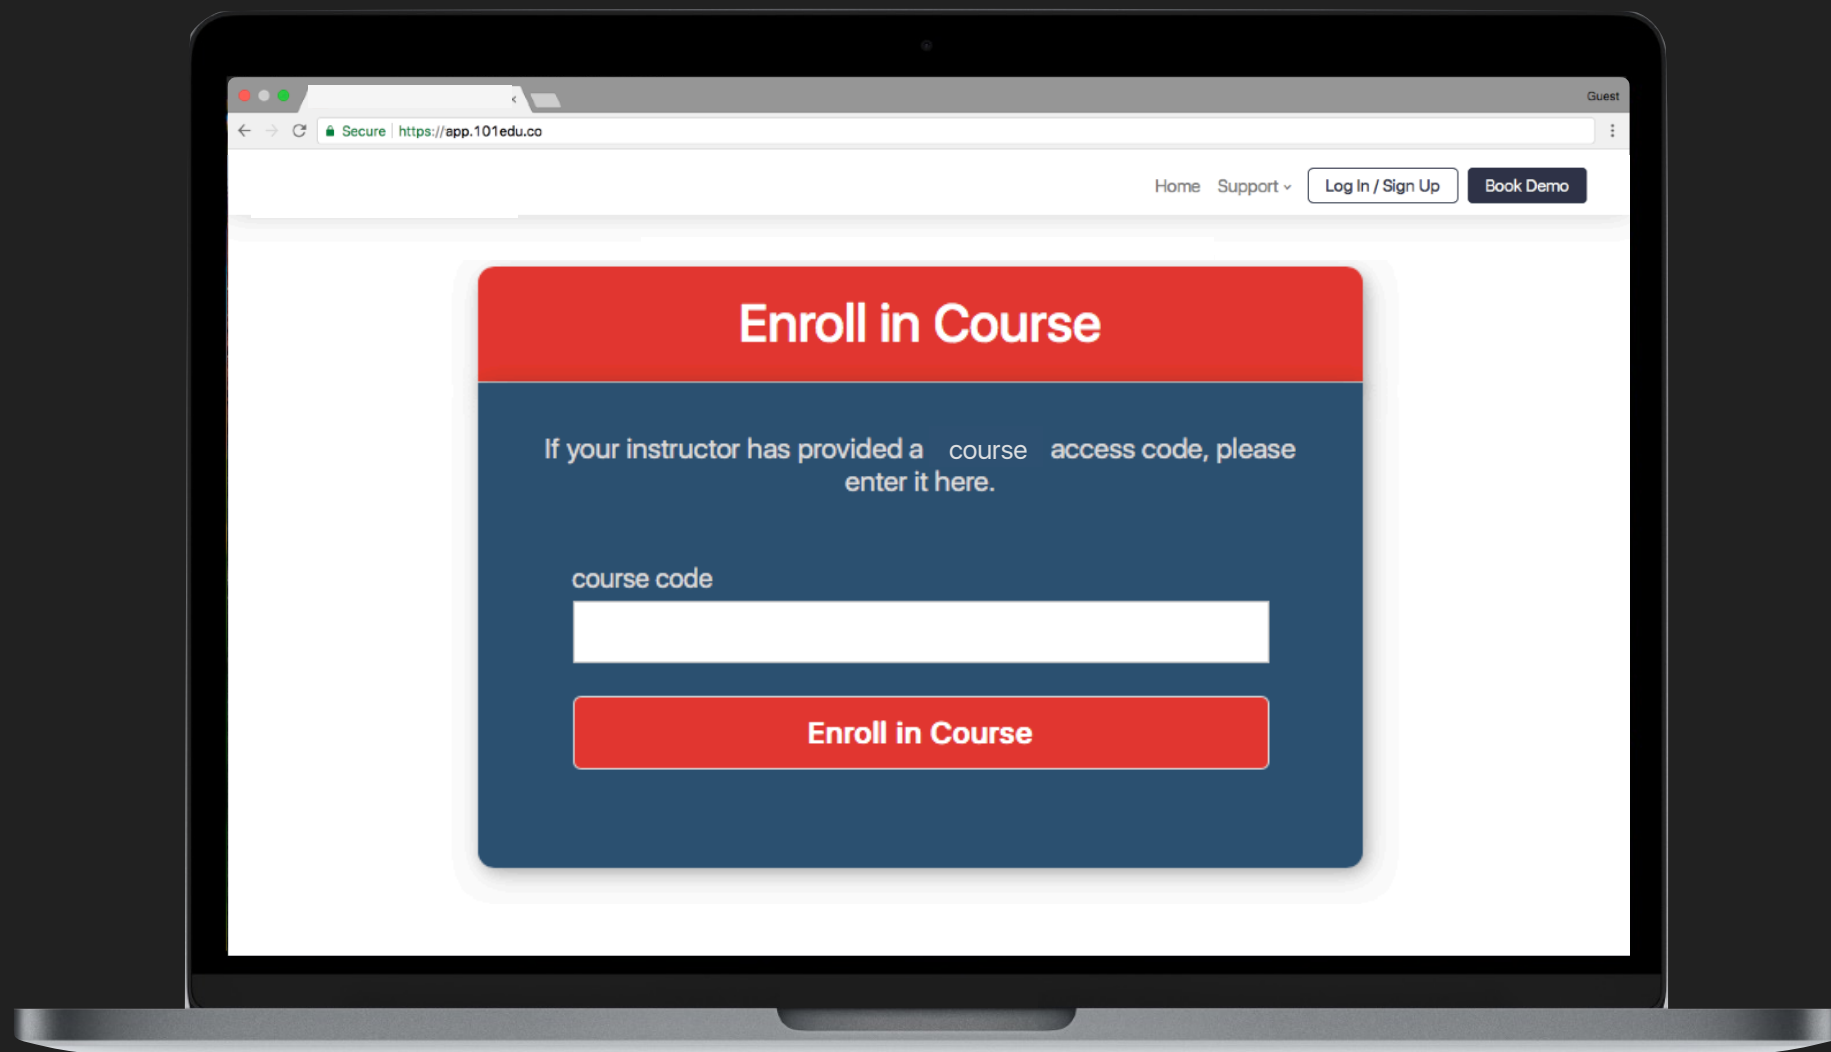 Guest
Secure https://app.101edu.co
Home Support Log In / Sign Up Book Demo
Enroll in Course
If your instructor has provided a course access code, please
enter it here.
course code
Enroll in Course